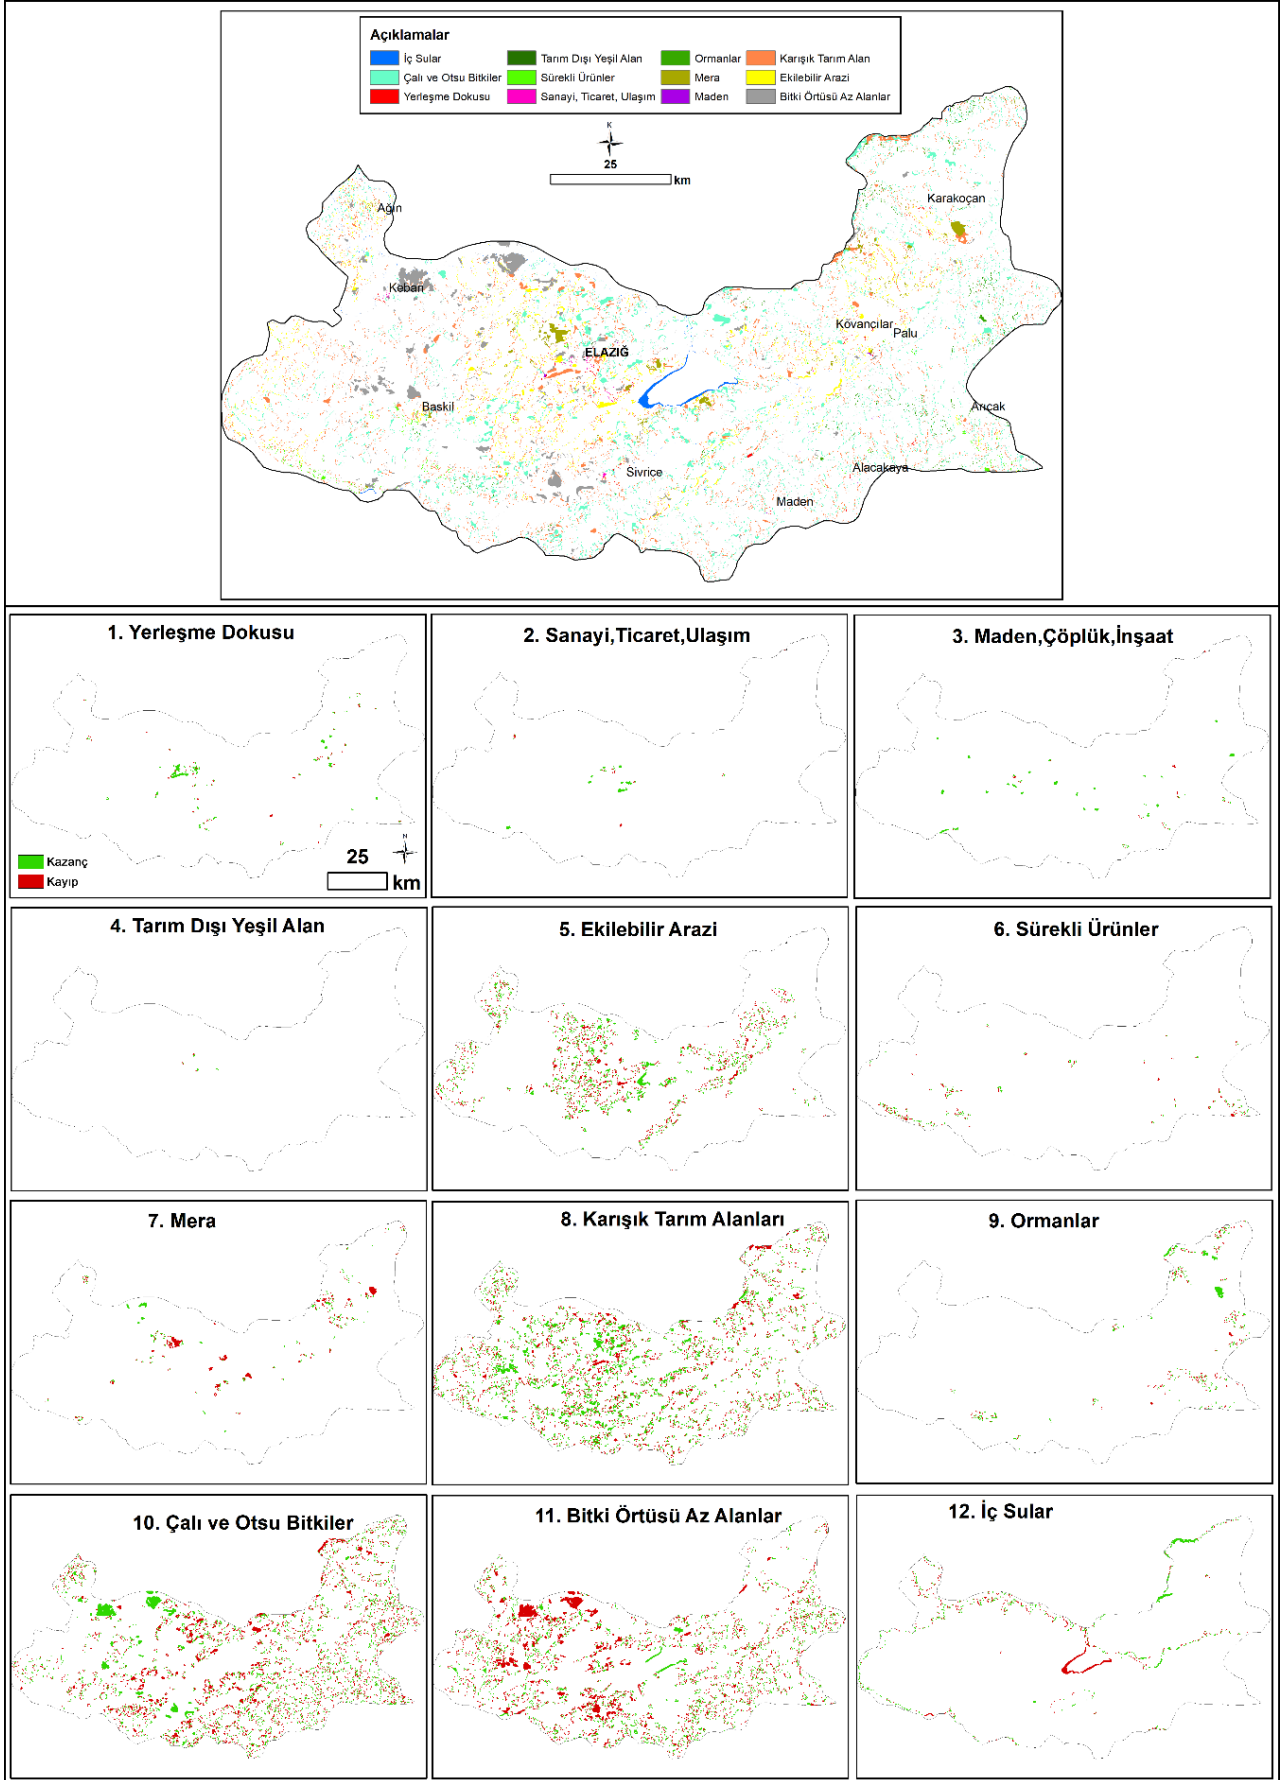 Açıklamalar
İç Sular
Tarım Dışı Yeşil Alan
Ormanlar
Karışık Tarım Alan
Çalı ve Otsu Bitkiler
Sürekli Ürünler
Mera
Ekilebilir Arazi
Yerleşme Dokusu
Sanayi, Ticaret, Ulaşım
Maden
Bitki Örtüsü Az Alanlar
K
25
km
Karakoçan
Ağın
Keban
Kovancılar
Palu
ELAZIĞ
Baskil
Arıcak
Sivrice
Alacakaya
Maden
1. Yerleşme Dokusu
Kazanç
Kayıp
N
25
km
2. Sanayi,Ticaret,Ulaşım
3. Maden,Çöplük,İnşaat
4. Tarım Dışı Yeşil Alan
5. Ekilebilir Arazi
6. Sürekli Ürünler
7. Mera
8. Karışık Tarım Alanları
9. Ormanlar
10. Çalı ve Otsu Bitkiler
11. Bitki Örtüsü Az Alanlar
12. İç Sular